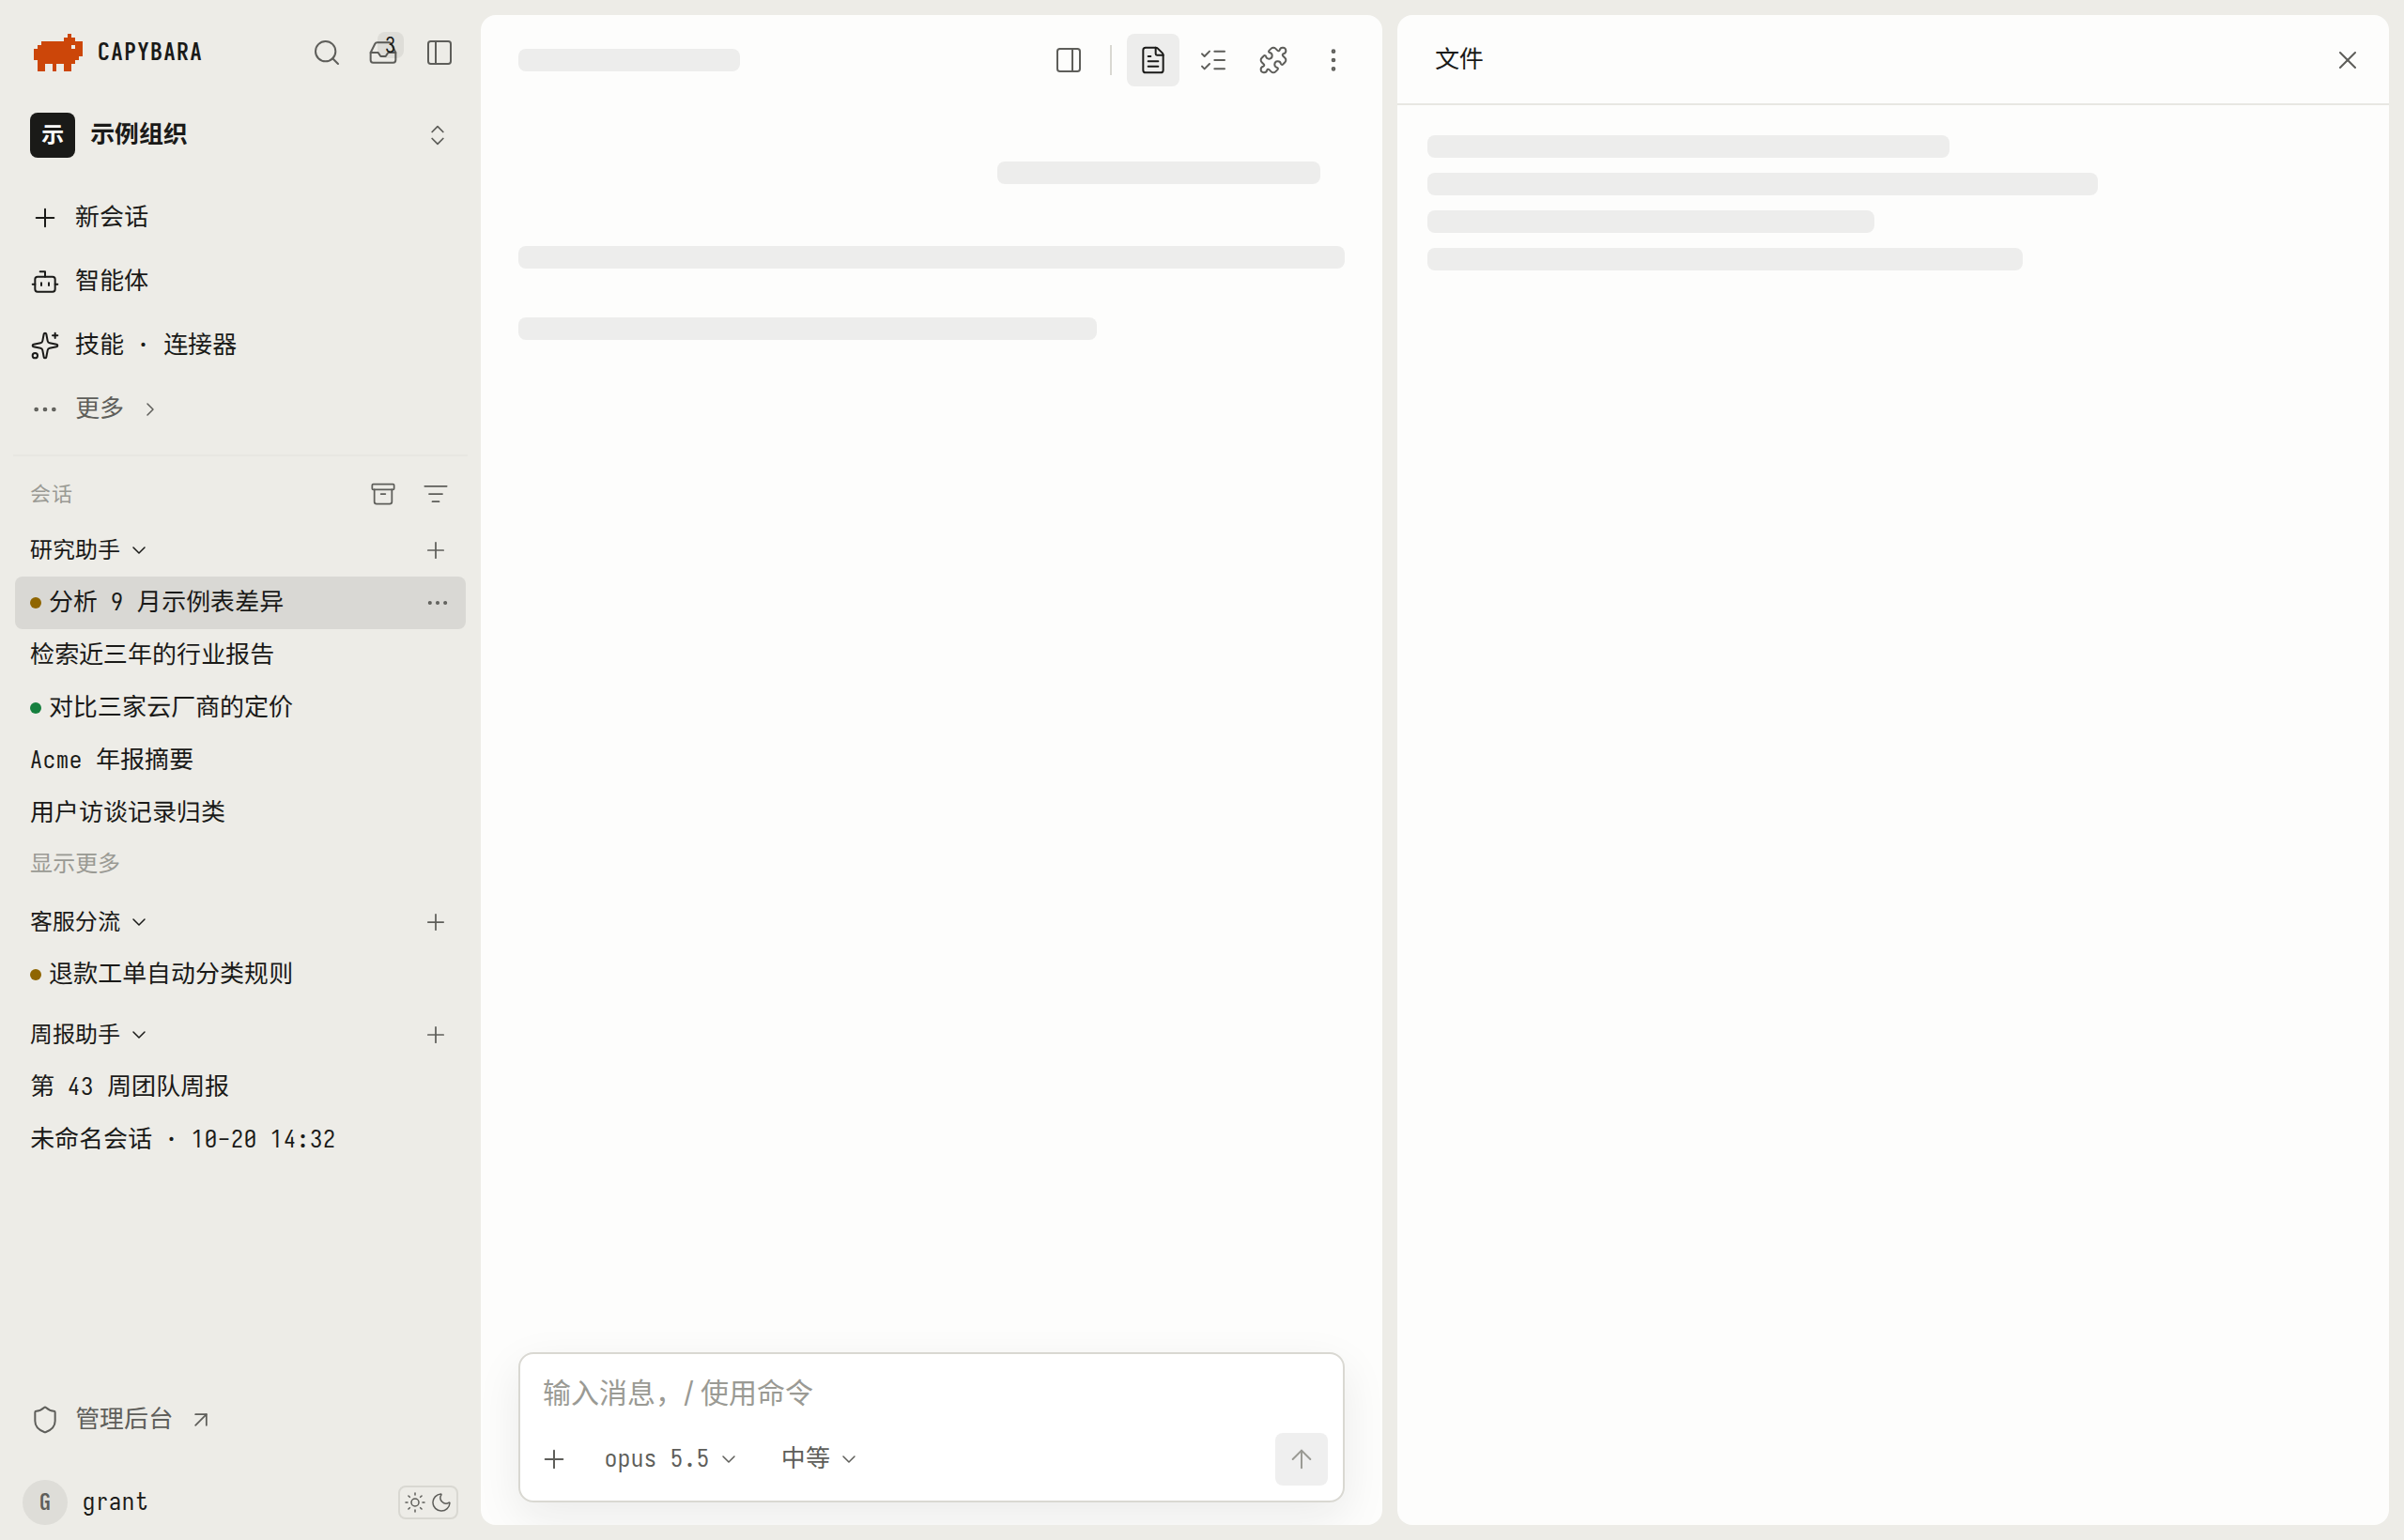 CAPYBARA
3
示 示例组织
新会话
智能体
技能 · 连接器
更多
会话
研究助手
分析 9 月示例表差异
检索近三年的行业报告
对比三家云厂商的定价
Acme 年报摘要
用户访谈记录归类
显示更多
客服分流
退款工单自动分类规则
周报助手
第 43 周团队周报
未命名会话 · 10-20 14:32
管理后台
G grant
输入消息，/ 使用命令
opus 5.5 中等
文件